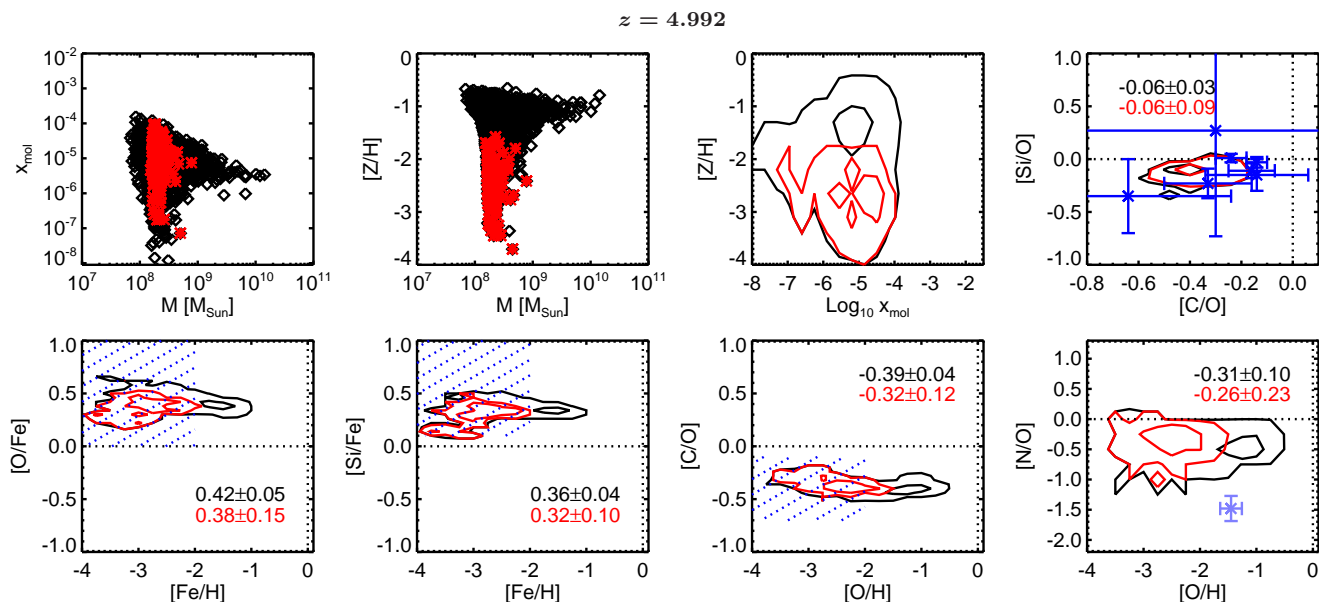 z = 4.992
x_mol
10^-2
10^-3
10^-4
10^-5
10^-6
10^-7
10^-8
10^7 10^8 10^9 10^10 10^11
M [M_Sun]
[Z/H]
0
-1
-2
-3
-4
10^7 10^8 10^9 10^10 10^11
M [M_Sun]
[Z/H]
0
-1
-2
-3
-4
-8 -7 -6 -5 -4 -3 -2
Log_10 x_mol
[Si/O]
1.0
0.5
0.0
-0.5
-1.0
-0.06±0.03
-0.06±0.09
-0.8 -0.6 -0.4 -0.2 0.0
[C/O]
[O/Fe]
1.0
0.5
0.0
-0.5
-1.0
0.42±0.05
0.38±0.15
-4 -3 -2 -1 0
[Fe/H]
[Si/Fe]
1.0
0.5
0.0
-0.5
-1.0
0.36±0.04
0.32±0.10
-4 -3 -2 -1 0
[Fe/H]
[C/O]
1.0
0.5
0.0
-0.5
-1.0
-0.39±0.04
-0.32±0.12
-4 -3 -2 -1 0
[O/H]
[N/O]
1.0
0.5
0.0
-0.5
-1.0
-1.5
-2.0
-0.31±0.10
-0.26±0.23
-4 -3 -2 -1 0
[O/H]